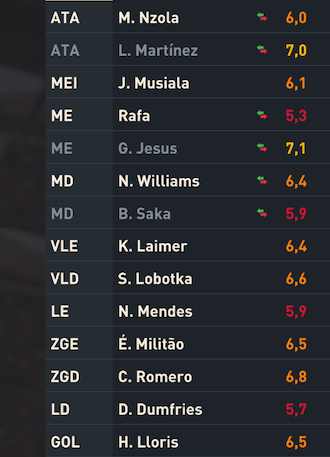 ATA M. Nzola 6,0
ATA L. Martínez 7,0
MEI J. Musiala 6,1
ME Rafa 5,3
ME G. Jesus 7,1
MD N. Williams 6,4
MD B. Saka 5,9
VLE K. Laimer 6,4
VLD S. Lobotka 6,6
LE N. Mendes 5,9
ZGE É. Militão 6,5
ZGD C. Romero 6,8
LD D. Dumfries 5,7
GOL H. Lloris 6,5